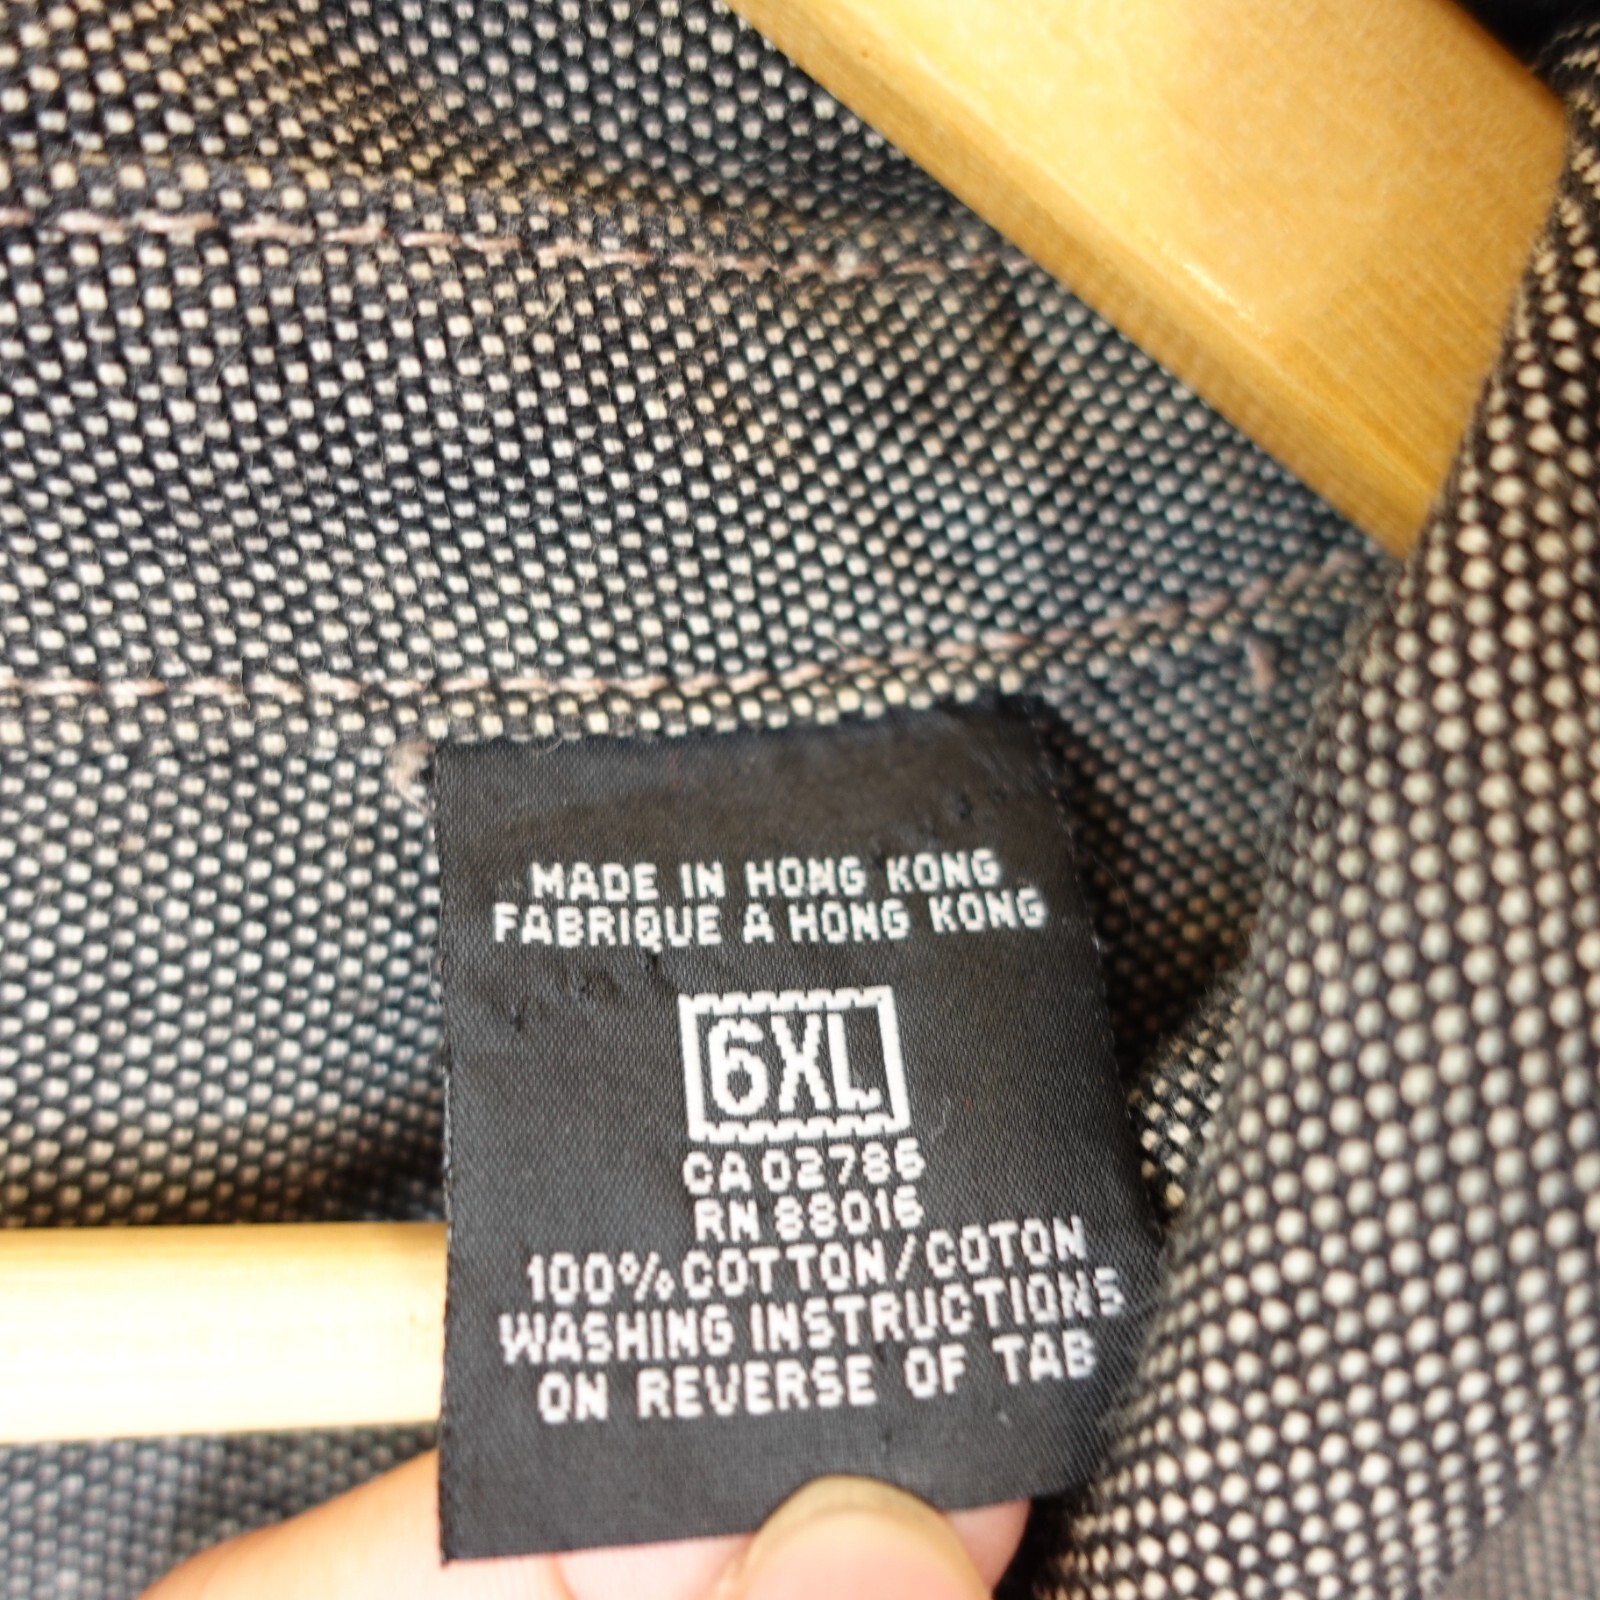 MADE IN HONG KONG
FABRIQUE A HONG KONG
6XL
CA 02786
RN 88016
100% COTTON/COTON
WASHING INSTRUCTIONS
ON REVERSE OF TAB